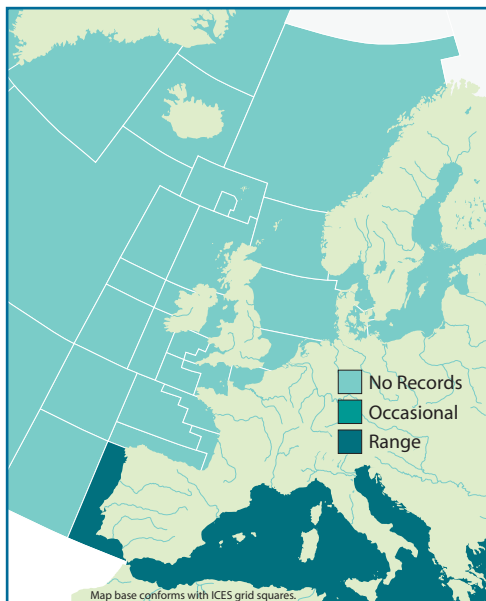 No Records
Occasional
Range
Map base conforms with ICES grid squares.